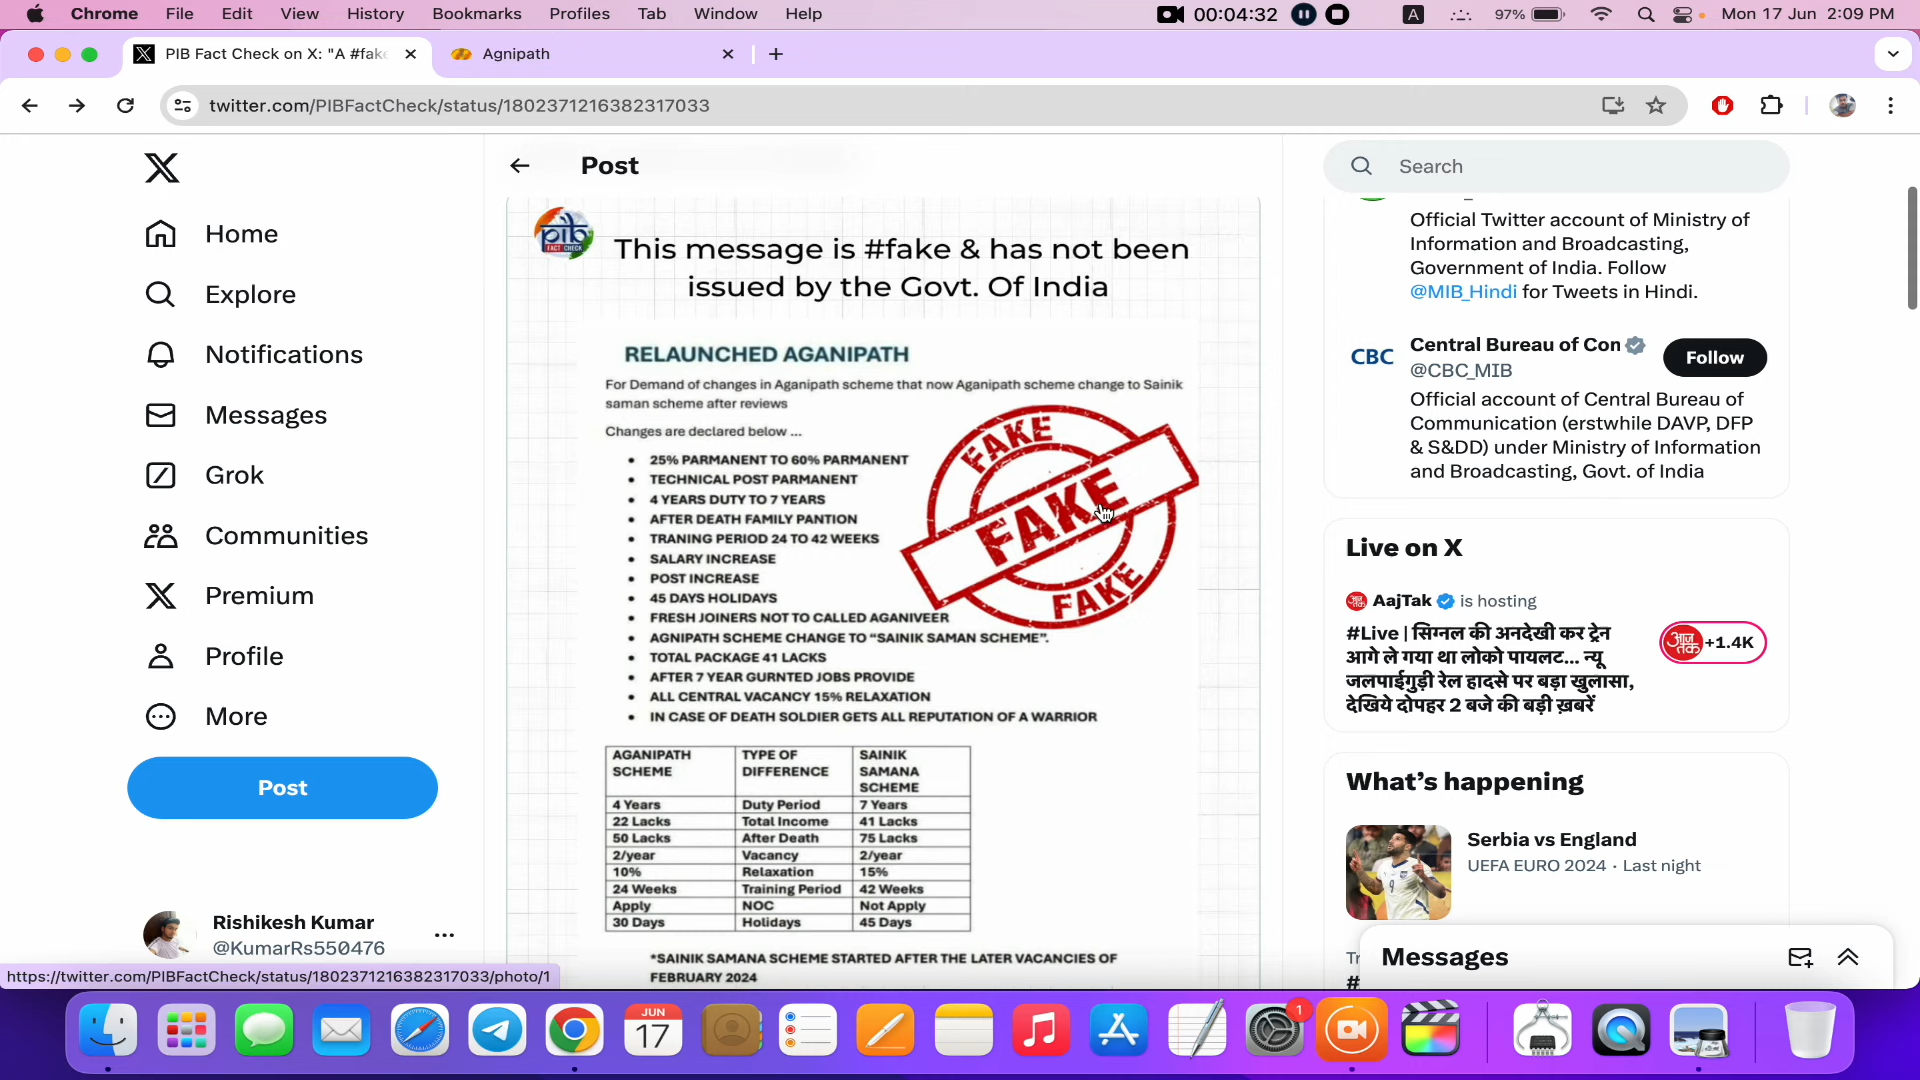 Chrome File Edit View History Bookmarks Profiles Tab Window Help 00:04:32 A 97% Mon 17 Jun 2:09 PM
PIB Fact Check on X: "A #fake Agnipath
twitter.com/PIBFactCheck/status/1802371216382317033
Home
Explore
Notifications
Messages
Grok
Communities
Premium
Profile
More
Post
Rishikesh Kumar
@KumarRs550476
https://twitter.com/PIBFactCheck/status/1802371216382317033/photo/1
Post
pib
FACT CHECK
This message is #fake & has not been
issued by the Govt. Of India
RELAUNCHED AGANIPATH
For Demand of changes in Aganipath scheme that now Aganipath scheme change to Sainik
saman scheme after reviews
Changes are declared below ...
• 25% PARMANENT TO 60% PARMANENT
• TECHNICAL POST PARMANENT
• 4 YEARS DUTY TO 7 YEARS
• AFTER DEATH FAMILY PANTION
• TRANING PERIOD 24 TO 42 WEEKS
• SALARY INCREASE
• POST INCREASE
• 45 DAYS HOLIDAYS
• FRESH JOINERS NOT TO CALLED AGANIVEER
• AGNIPATH SCHEME CHANGE TO “SAINIK SAMAN SCHEME”.
• TOTAL PACKAGE 41 LACKS
• AFTER 7 YEAR GURNTED JOBS PROVIDE
• ALL CENTRAL VACANCY 15% RELAXATION
• IN CASE OF DEATH SOLDIER GETS ALL REPUTATION OF A WARRIOR
FAKE
FAKE
FAKE
AGANIPATH TYPE OF SAINIK
SCHEME DIFFERENCE SAMANA
SCHEME
4 Years Duty Period 7 Years
22 Lacks Total Income 41 Lacks
50 Lacks After Death 75 Lacks
2/year Vacancy 2/year
10% Relaxation 15%
24 Weeks Training Period 42 Weeks
Apply NOC Not Apply
30 Days Holidays 45 Days
*SAINIK SAMANA SCHEME STARTED AFTER THE LATER VACANCIES OF
FEBRUARY 2024
Search
Official Twitter account of Ministry of
Information and Broadcasting,
Government of India. Follow
@MIB_Hindi for Tweets in Hindi.
CBC
Central Bureau of Con
@CBC_MIB
Follow
Official account of Central Bureau of
Communication (erstwhile DAVP, DFP
& S&DD) under Ministry of Information
and Broadcasting, Govt. of India
Live on X
AajTak is hosting
#Live | सिग्नल की अनदेखी कर ट्रेन
आगे ले गया था लोको पायलट... न्यू
जलपाईगुड़ी रेल हादसे पर बड़ा खुलासा,
देखिये दोपहर 2 बजे की बड़ी ख़बरें
आज तक +1.4K
What’s happening
Serbia vs England
UEFA EURO 2024 · Last night
Tr
#
Messages
JUN
17
1